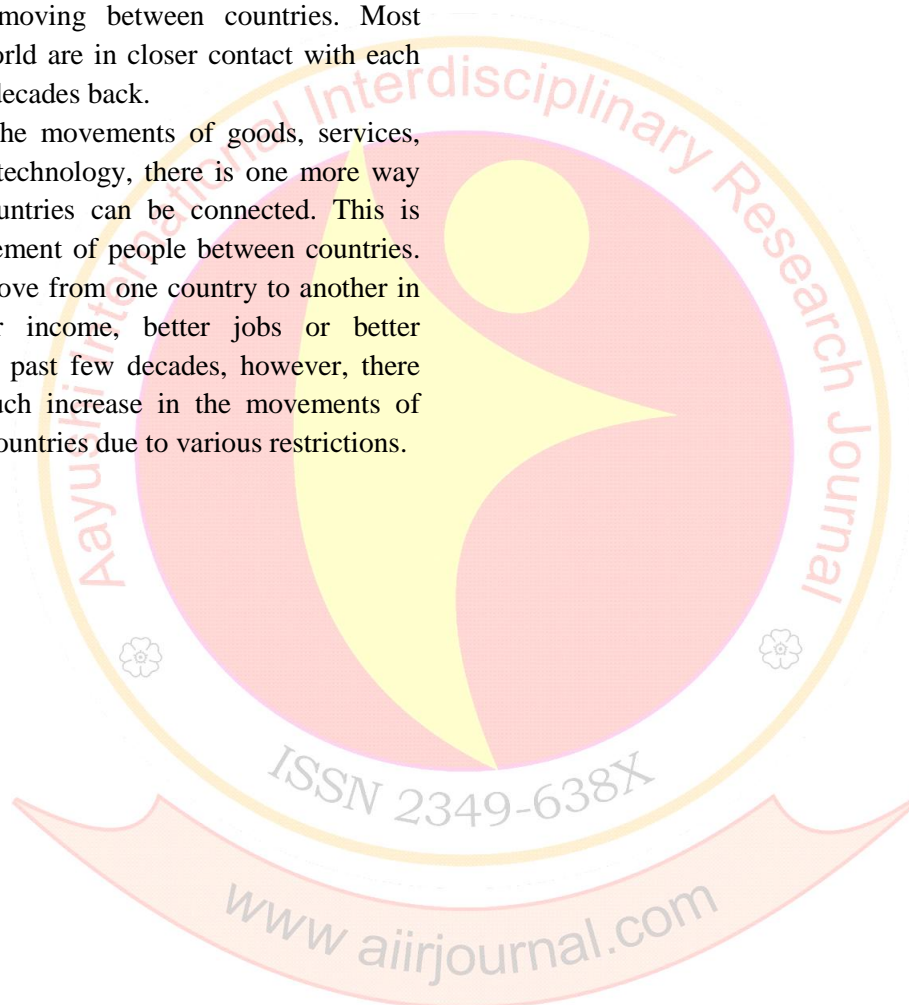 moving between countries. Most
orld are in closer contact with each
decades back.
he movements of goods, services,
technology, there is one more way
untries can be connected. This is
ement of people between countries.
ove from one country to another in
r income, better jobs or better
past few decades, however, there
uch increase in the movements of
ountries due to various restrictions.
Aayushi International Interdisciplinary Research Journal
ISSN 2349-638X
www aiirjournal.com